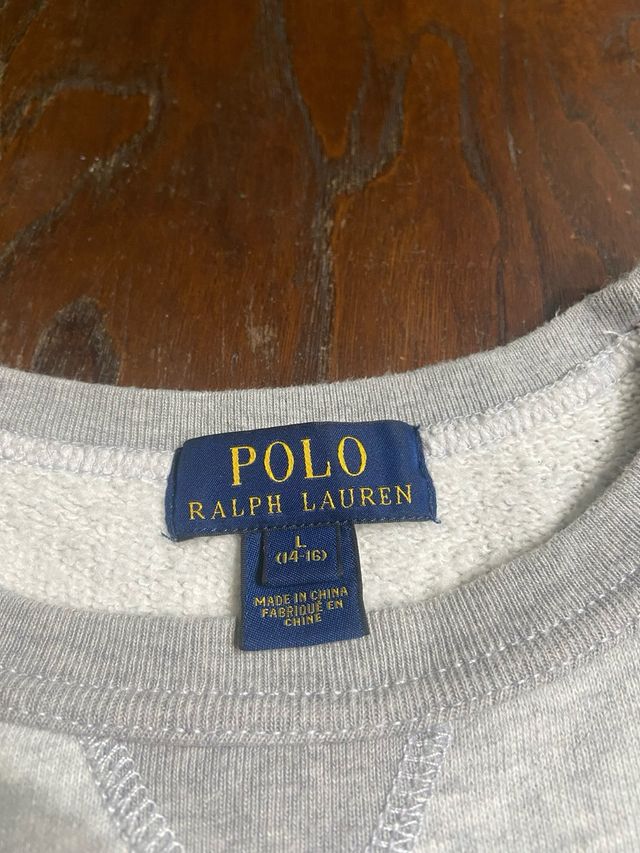 POLO
RALPH LAUREN
L
(14-16)
MADE IN CHINA
FABRIQUÉ EN
CHINE